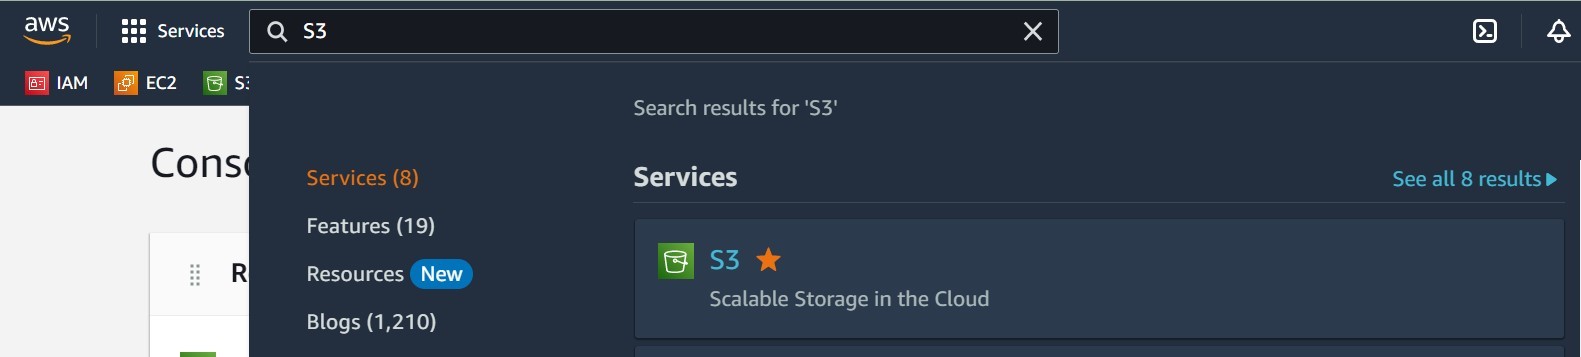 aws
Services
S3
IAM
EC2
Search results for 'S3'
Services (8)
Features (19)
Resources New
Blogs (1,210)
Services
See all 8 results
S3
Scalable Storage in the Cloud